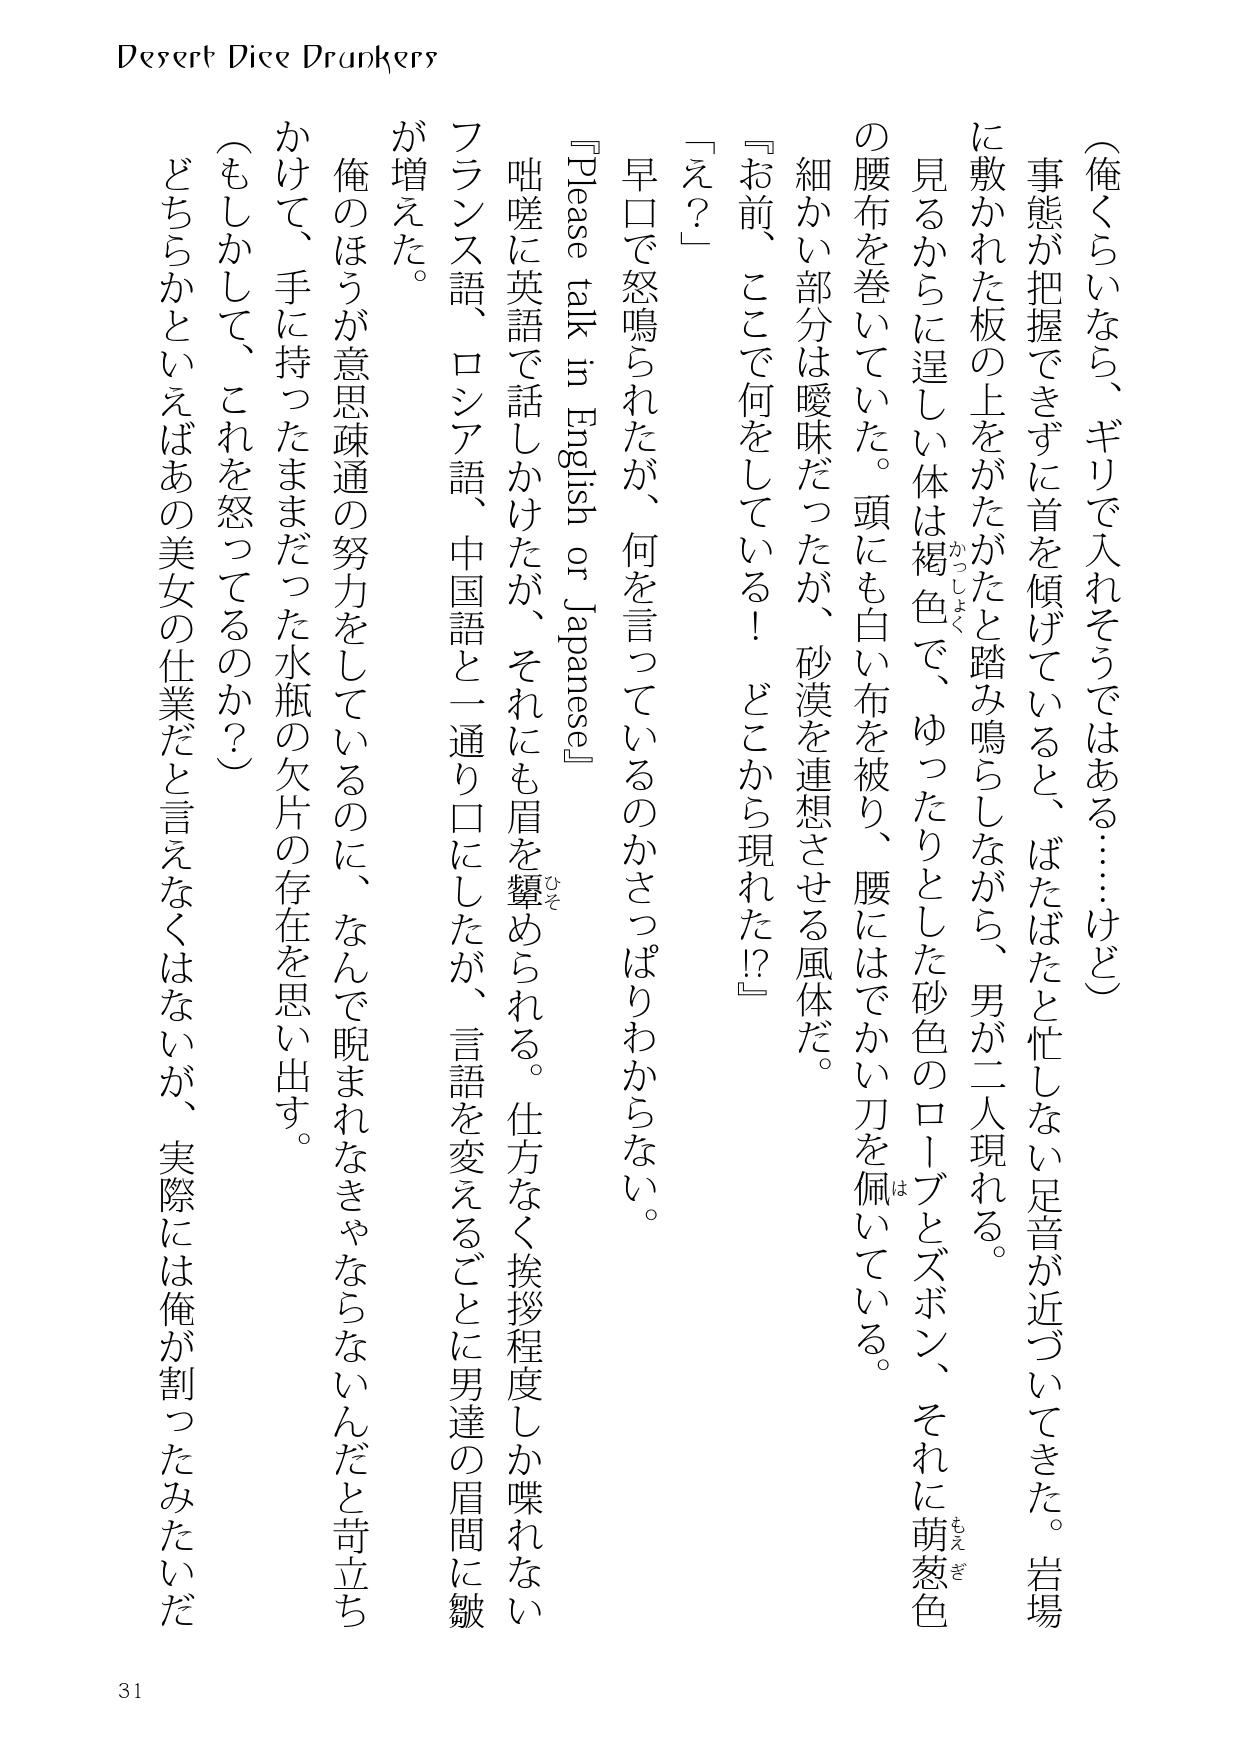 Desert Dice Drunkers
（俺くらいなら、ギリで入れそうではある……けど）
　事態が把握できずに首を傾げていると、ばたばたと忙しない足音が近づいてきた。岩場
に敷かれた板の上をがたがたと踏み鳴らしながら、男が二人現れる。
　見るからに逞しい体は褐色で、ゆったりとした砂色のローブとズボン、それに萌葱色
の腰布を巻いていた。頭にも白い布を被り、腰にはでかい刀を佩いている。
　細かい部分は曖昧だったが、砂漠を連想させる風体だ。
『お前、ここで何をしている！　どこから現れた!?』
「え？」
　早口で怒鳴られたが、何を言っているのかさっぱりわからない。
『Please talk in English or Japanese』
　咄嗟に英語で話しかけたが、それにも眉を顰められる。仕方なく挨拶程度しか喋れない
フランス語、ロシア語、中国語と一通り口にしたが、言語を変えるごとに男達の眉間に皺
が増えた。
　俺のほうが意思疎通の努力をしているのに、なんで睨まれなきゃならないんだと苛立ち
かけて、手に持ったままだった水瓶の欠片の存在を思い出す。
（もしかして、これを怒ってるのか？）
　どちらかといえばあの美女の仕業だと言えなくはないが、実際には俺が割ったみたいだ
かっしょく
もえぎ
は
ひそ
31